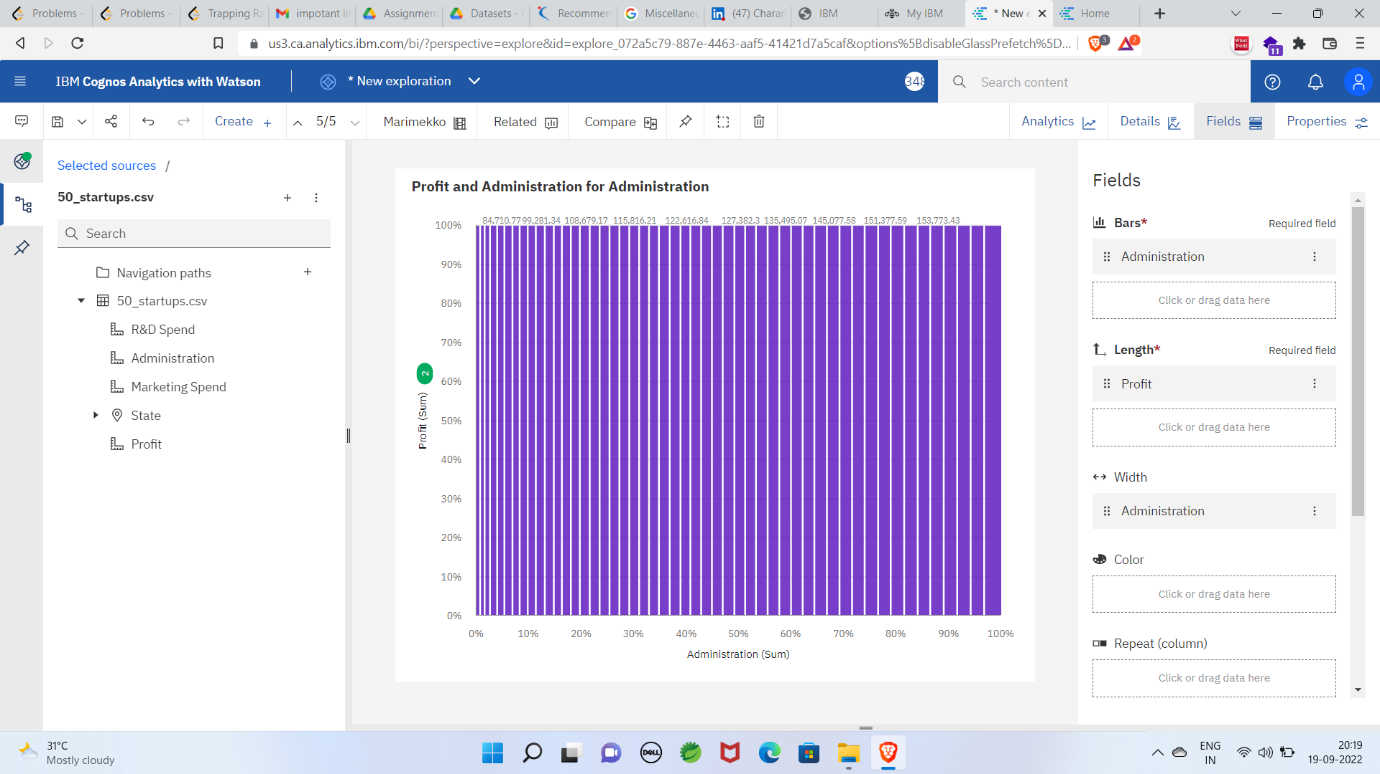 Problems -
Problems -
Trapping Ra
impotant lin
Assignment
Datasets - G
Recommen
Miscellaneo
(47) Charan
IBM
My IBM
* New e
Home
us3.ca.analytics.ibm.com/bi/?perspective=explore&id=explore_072a5c79-887e-4463-aaf5-41421d7a5caf&options%5BdisableGlassPrefetch%5D...
3
2
11
IBM Cognos Analytics with Watson
* New exploration
348
Search content
Create +
5/5
Marimekko
Related
Compare
Analytics
Details
Fields
Properties
Selected sources /
50_startups.csv
Search
Navigation paths
50_startups.csv
R&D Spend
Administration
Marketing Spend
State
Profit
Profit and Administration for Administration
84,710.77 99,281.34 108,679.17 115,816.21 122,616.84 127,382.3 135,495.07 145,077.58 151,377.59 153,773.43
100%
90%
80%
70%
60%
50%
40%
30%
20%
10%
0%
Profit (Sum)
2
0% 10% 20% 30% 40% 50% 60% 70% 80% 90% 100%
Administration (Sum)
Fields
Bars* Required field
Administration
Click or drag data here
Length* Required field
Profit
Click or drag data here
Width
Administration
Color
Click or drag data here
Repeat (column)
Click or drag data here
31°C
Mostly cloudy
DELL
ENG
IN
20:19
19-09-2022